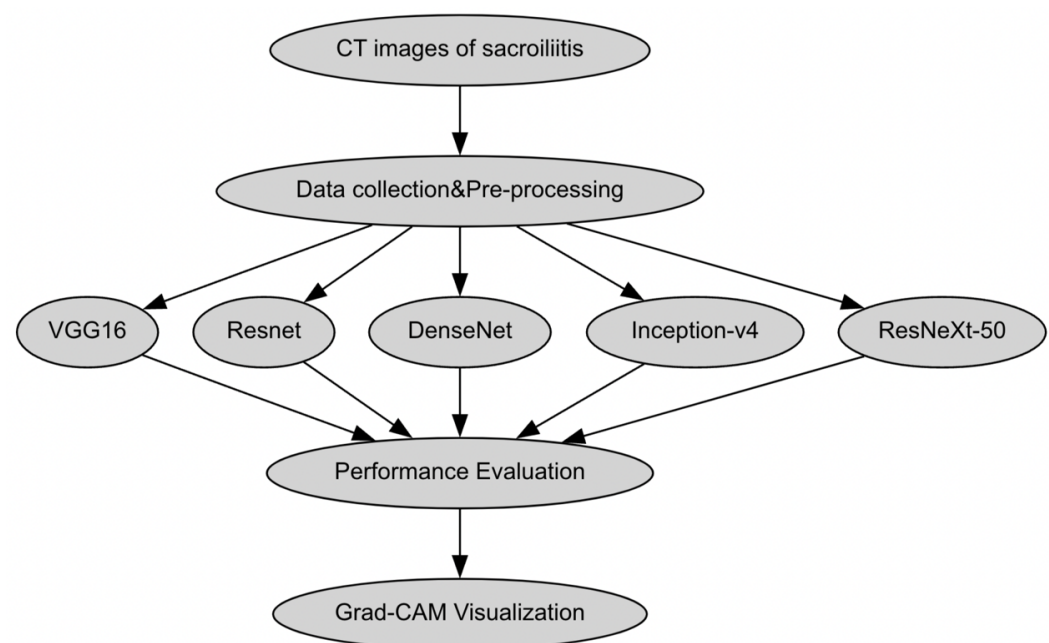 CT images of sacroiliitis
Data collection&Pre-processing
VGG16
Resnet
DenseNet
Inception-v4
ResNeXt-50
Performance Evaluation
Grad-CAM Visualization